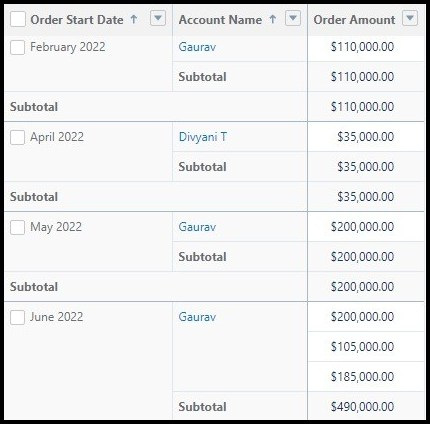 Order Start Date ↑ Account Name ↑ Order Amount
February 2022 Gaurav $110,000.00
Subtotal $110,000.00
Subtotal $110,000.00
April 2022 Divyani T $35,000.00
Subtotal $35,000.00
Subtotal $35,000.00
May 2022 Gaurav $200,000.00
Subtotal $200,000.00
Subtotal $200,000.00
June 2022 Gaurav $200,000.00
$105,000.00
$185,000.00
Subtotal $490,000.00